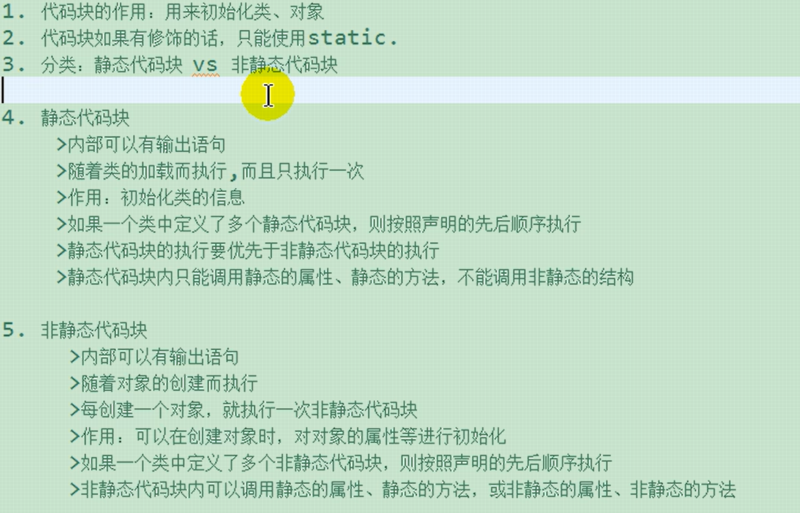 1. 代码块的作用：用来初始化类、对象
2. 代码块如果有修饰的话，只能使用static.
3. 分类：静态代码块 vs 非静态代码块
4. 静态代码块
>内部可以有输出语句
>随着类的加载而执行,而且只执行一次
>作用：初始化类的信息
>如果一个类中定义了多个静态代码块，则按照声明的先后顺序执行
>静态代码块的执行要优先于非静态代码块的执行
>静态代码块内只能调用静态的属性、静态的方法，不能调用非静态的结构
5. 非静态代码块
>内部可以有输出语句
>随着对象的创建而执行
>每创建一个对象，就执行一次非静态代码块
>作用：可以在创建对象时，对对象的属性等进行初始化
>如果一个类中定义了多个非静态代码块，则按照声明的先后顺序执行
>非静态代码块内可以调用静态的属性、静态的方法，或非静态的属性、非静态的方法